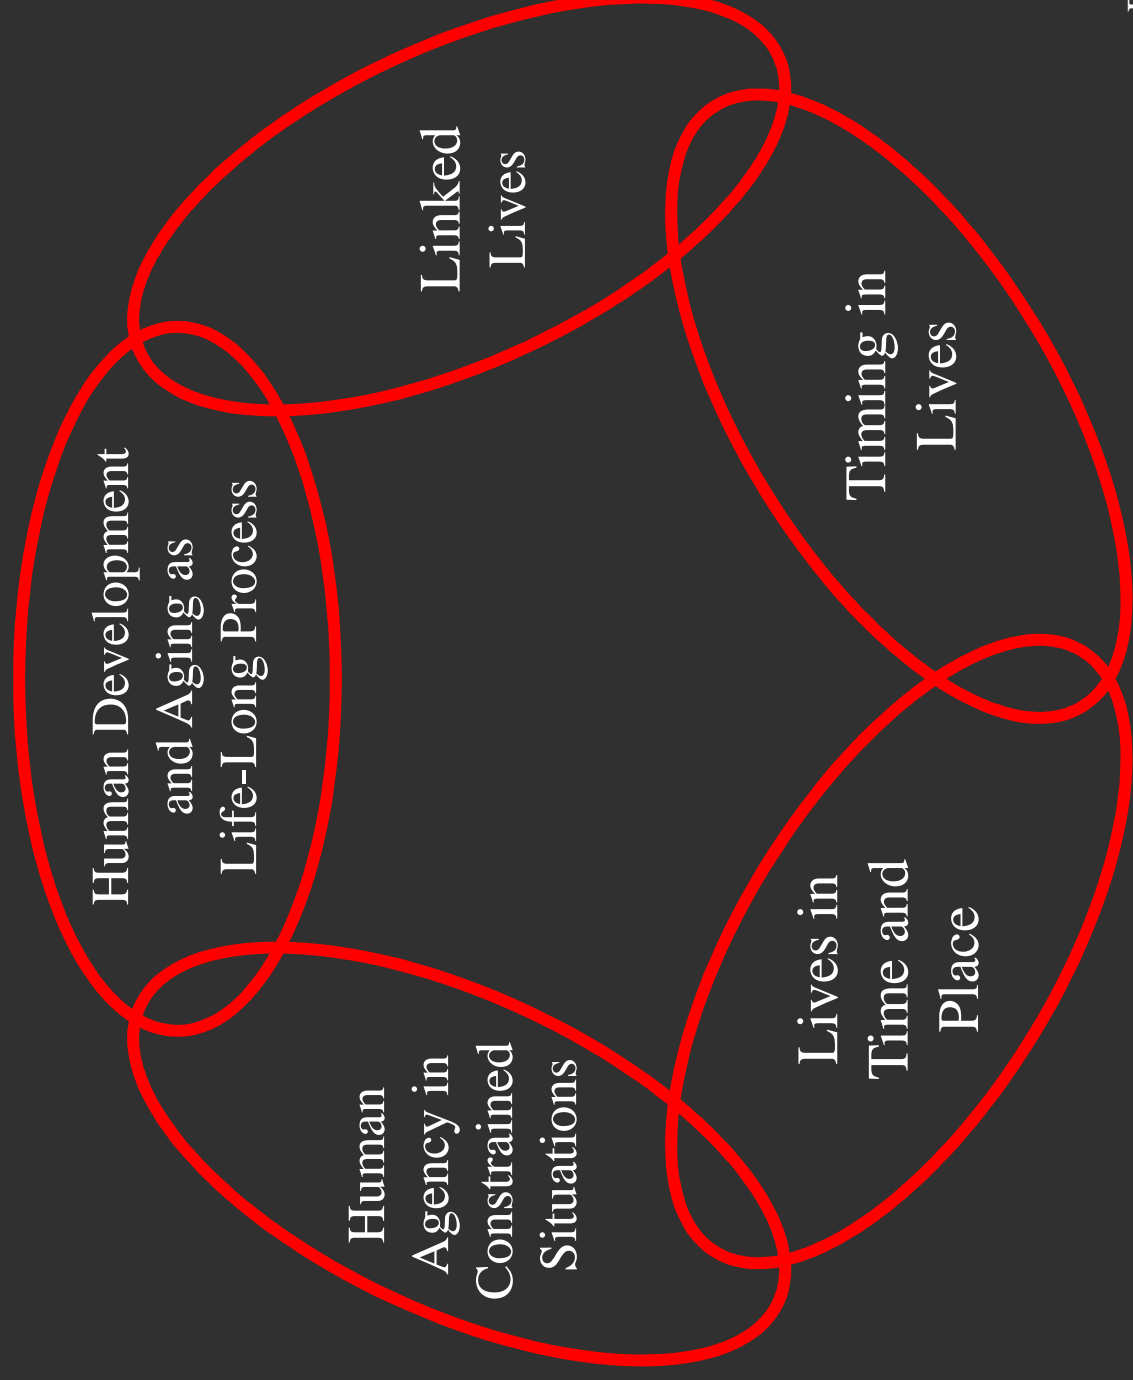 Human Development
and Aging as
Life-Long Process
Linked
Lives
Timing in
Lives
Lives in
Time and
Place
Human
Agency in
Constrained
Situations